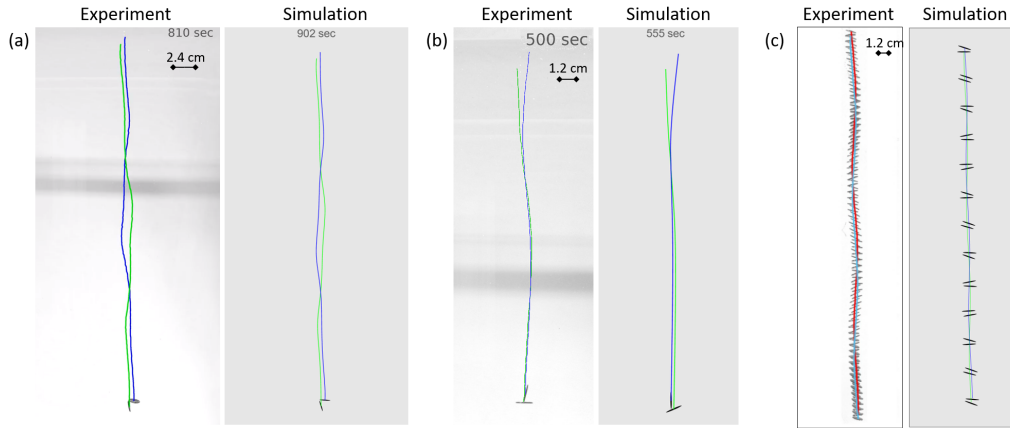 Experiment
Simulation
Experiment
Simulation
Experiment
Simulation
(a)
810 sec
2.4 cm
902 sec
(b)
500 sec
1.2 cm
555 sec
(c)
1.2 cm